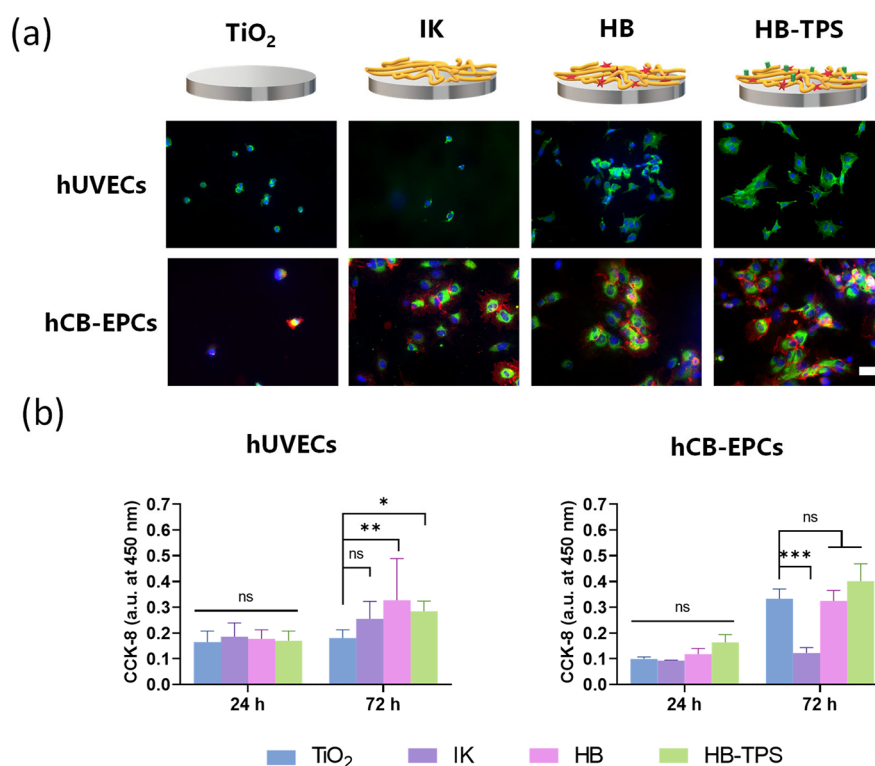 (a)
TiO₂ IK HB HB-TPS
hUVECs
hCB-EPCs
(b)
hUVECs hCB-EPCs
CCK-8 (a.u. at 450 nm)
0.7
0.6
0.5
0.4
0.3
0.2
0.1
0.0
ns
ns
**
*
24 h 72 h
CCK-8 (a.u. at 450 nm)
0.7
0.6
0.5
0.4
0.3
0.2
0.1
0.0
ns
***
ns
24 h 72 h
TiO₂ IK HB HB-TPS